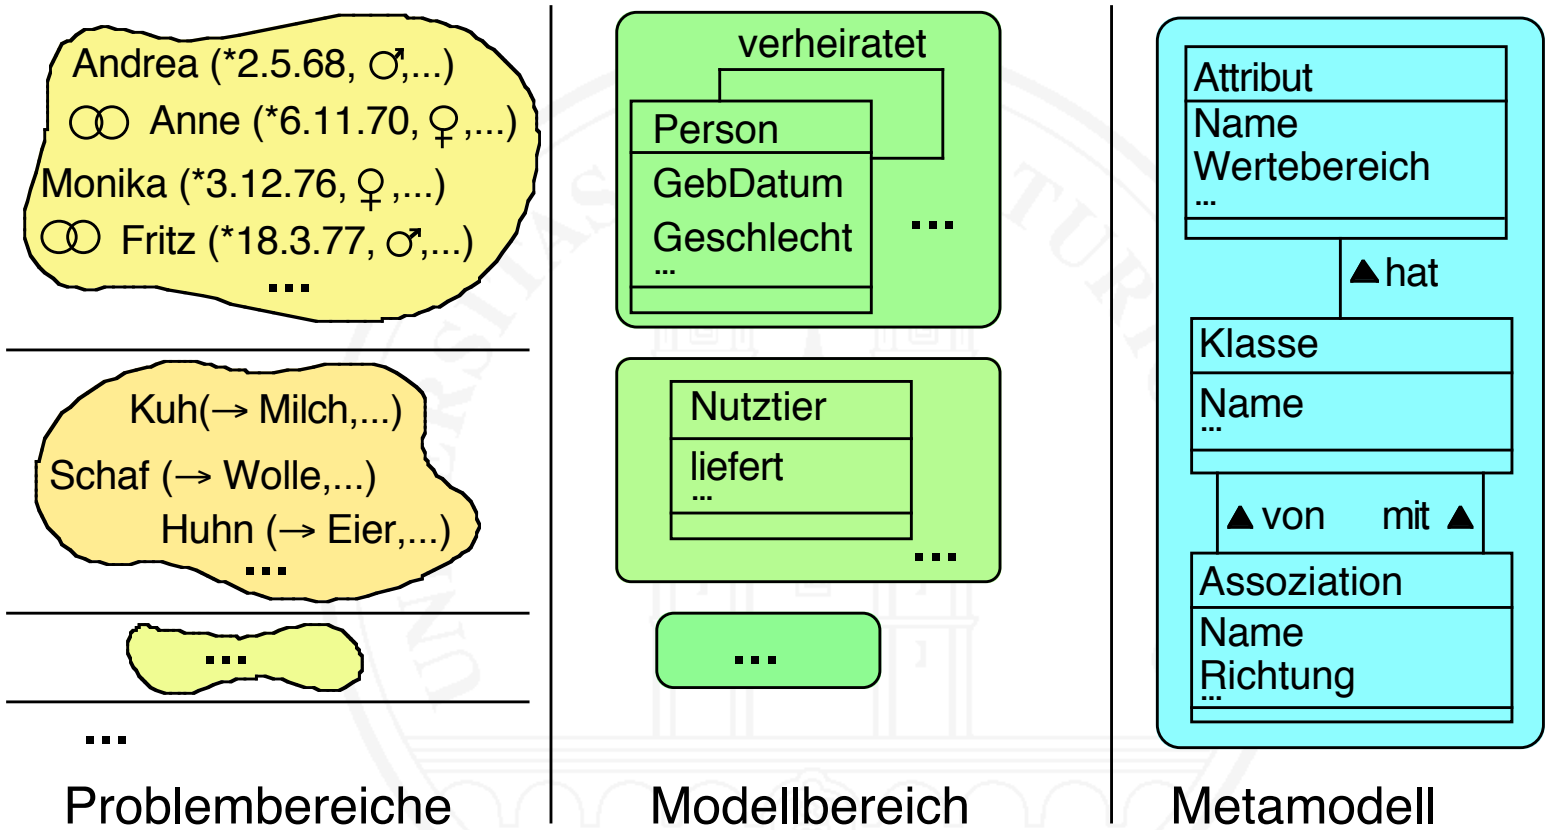 Andrea (*2.5.68, ♂,...)
⚭ Anne (*6.11.70, ♀,...)
Monika (*3.12.76, ♀,...)
⚭ Fritz (*18.3.77, ♂,...)
...
Kuh(→ Milch,...)
Schaf (→ Wolle,...)
Huhn (→ Eier,...)
...
...
...
Problembereiche
verheiratet
Person
GebDatum
Geschlecht
...
...
Nutztier
liefert
...
...
...
Modellbereich
Attribut
Name
Wertebereich
...
▲ hat
Klasse
Name
...
▲ von mit ▲
Assoziation
Name
Richtung
...
Metamodell